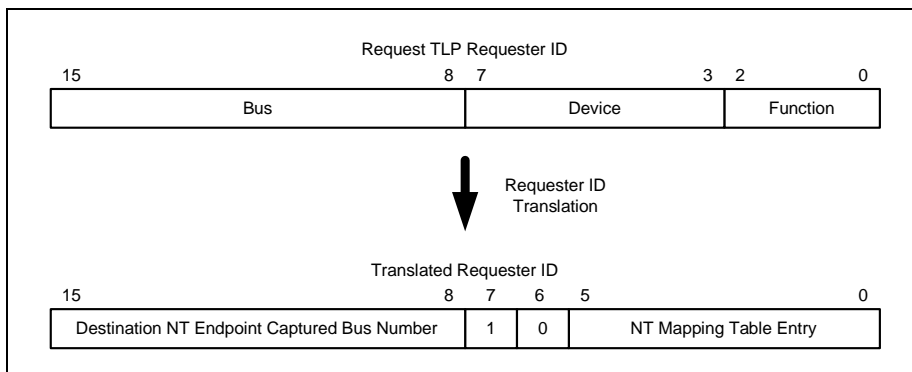 Request TLP Requester ID
15 8 7 3 2 0
Bus Device Function
Requester ID
Translation
Translated Requester ID
15 8 7 6 5 0
Destination NT Endpoint Captured Bus Number 1 0 NT Mapping Table Entry